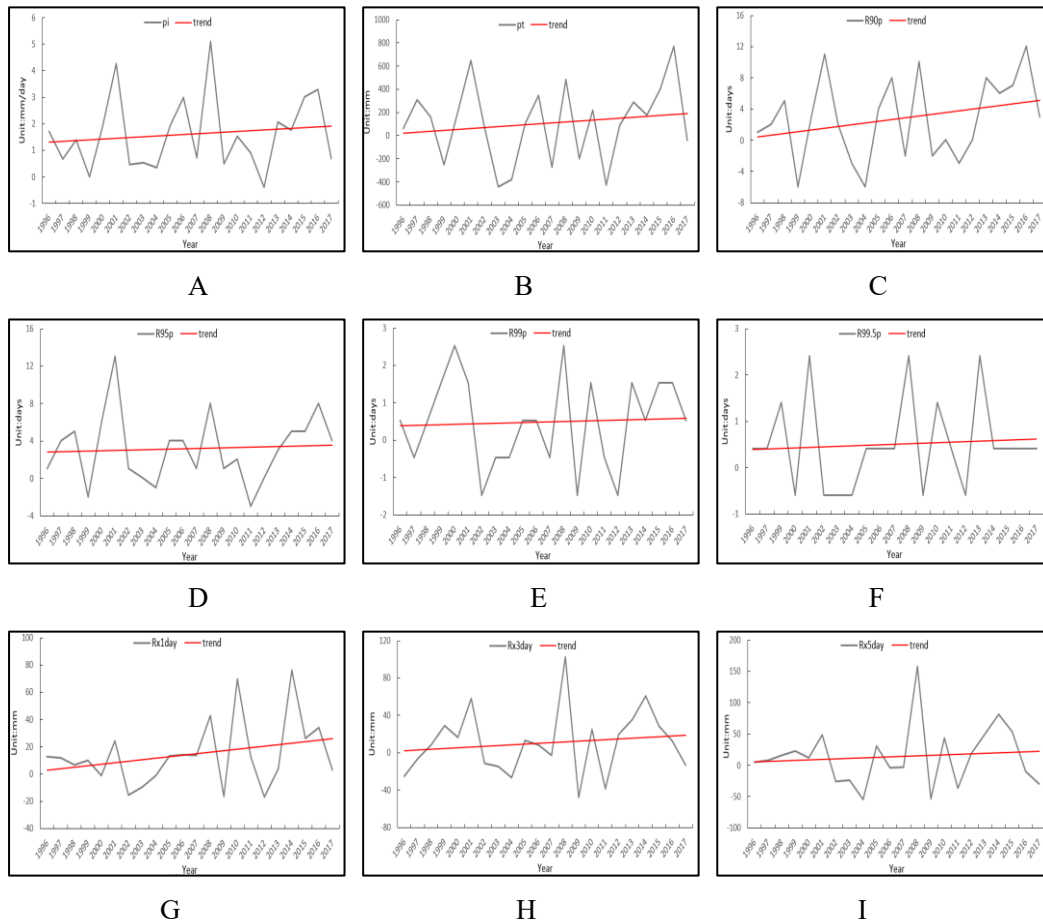 pi trend
Unit:mm/day
6
5
4
3
2
1
0
-1
1996 1997 1998 1999 2000 2001 2002 2003 2004 2005 2006 2007 2008 2009 2010 2011 2012 2013 2014 2015 2016 2017
Year
A
pt trend
Unit:mm
1000
800
600
400
200
0
-200
-400
-600
1996 1997 1998 1999 2000 2001 2002 2003 2004 2005 2006 2007 2008 2009 2010 2011 2012 2013 2014 2015 2016 2017
Year
B
R90p trend
Unit:days
16
12
8
4
0
-4
-8
1996 1997 1998 1999 2000 2001 2002 2003 2004 2005 2006 2007 2008 2009 2010 2011 2012 2013 2014 2015 2016 2017
Year
C
R95p trend
Unit:days
16
12
8
4
0
-4
1996 1997 1998 1999 2000 2001 2002 2003 2004 2005 2006 2007 2008 2009 2010 2011 2012 2013 2014 2015 2016 2017
Year
D
R99p trend
Unit:days
3
2
1
0
-1
-2
1996 1997 1998 1999 2000 2001 2002 2003 2004 2005 2006 2007 2008 2009 2010 2011 2012 2013 2014 2015 2016 2017
Year
E
R99.5p trend
Unit:days
3
2
1
0
-1
1996 1997 1998 1999 2000 2001 2002 2003 2004 2005 2006 2007 2008 2009 2010 2011 2012 2013 2014 2015 2016 2017
Year
F
Rx1day trend
Unit:mm
100
80
60
40
20
0
-20
-40
1996 1997 1998 1999 2000 2001 2002 2003 2004 2005 2006 2007 2008 2009 2010 2011 2012 2013 2014 2015 2016 2017
Year
G
Rx3day trend
Unit:mm
120
80
40
0
-40
-80
1996 1997 1998 1999 2000 2001 2002 2003 2004 2005 2006 2007 2008 2009 2010 2011 2012 2013 2014 2015 2016 2017
Year
H
Rx5day trend
Unit:mm
200
150
100
50
0
-50
-100
1996 1997 1998 1999 2000 2001 2002 2003 2004 2005 2006 2007 2008 2009 2010 2011 2012 2013 2014 2015 2016 2017
Year
I